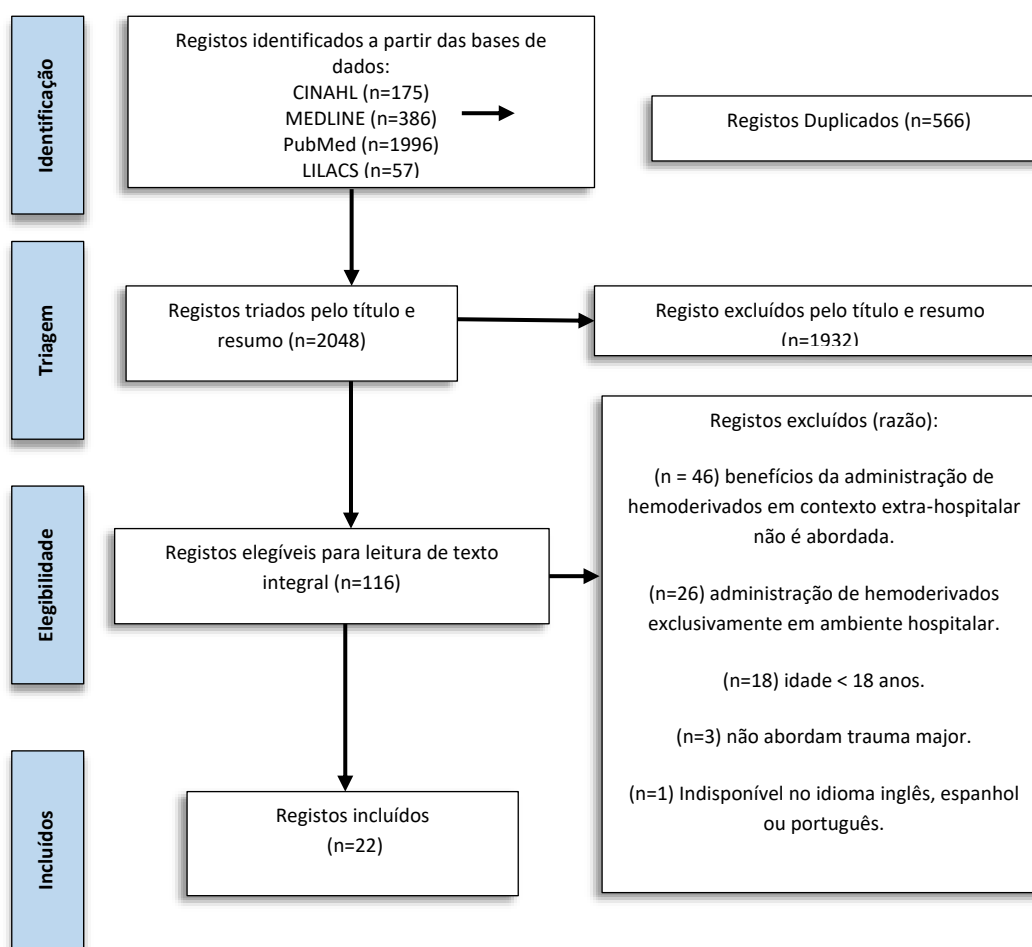 Identificação
Registos identificados a partir das bases de
dados:
CINAHL (n=175)
MEDLINE (n=386)
PubMed (n=1996)
LILACS (n=57)
Registos Duplicados (n=566)
Triagem
Registos triados pelo título e
resumo (n=2048)
Registo excluídos pelo título e resumo
(n=1932)
Elegibilidade
Registos elegíveis para leitura de texto
integral (n=116)
Registos excluídos (razão):
(n = 46) benefícios da administração de
hemoderivados em contexto extra-hospitalar
não é abordada.
(n=26) administração de hemoderivados
exclusivamente em ambiente hospitalar.
(n=18) idade < 18 anos.
(n=3) não abordam trauma major.
(n=1) Indisponível no idioma inglês, espanhol
ou português.
Incluídos
Registos incluídos
(n=22)